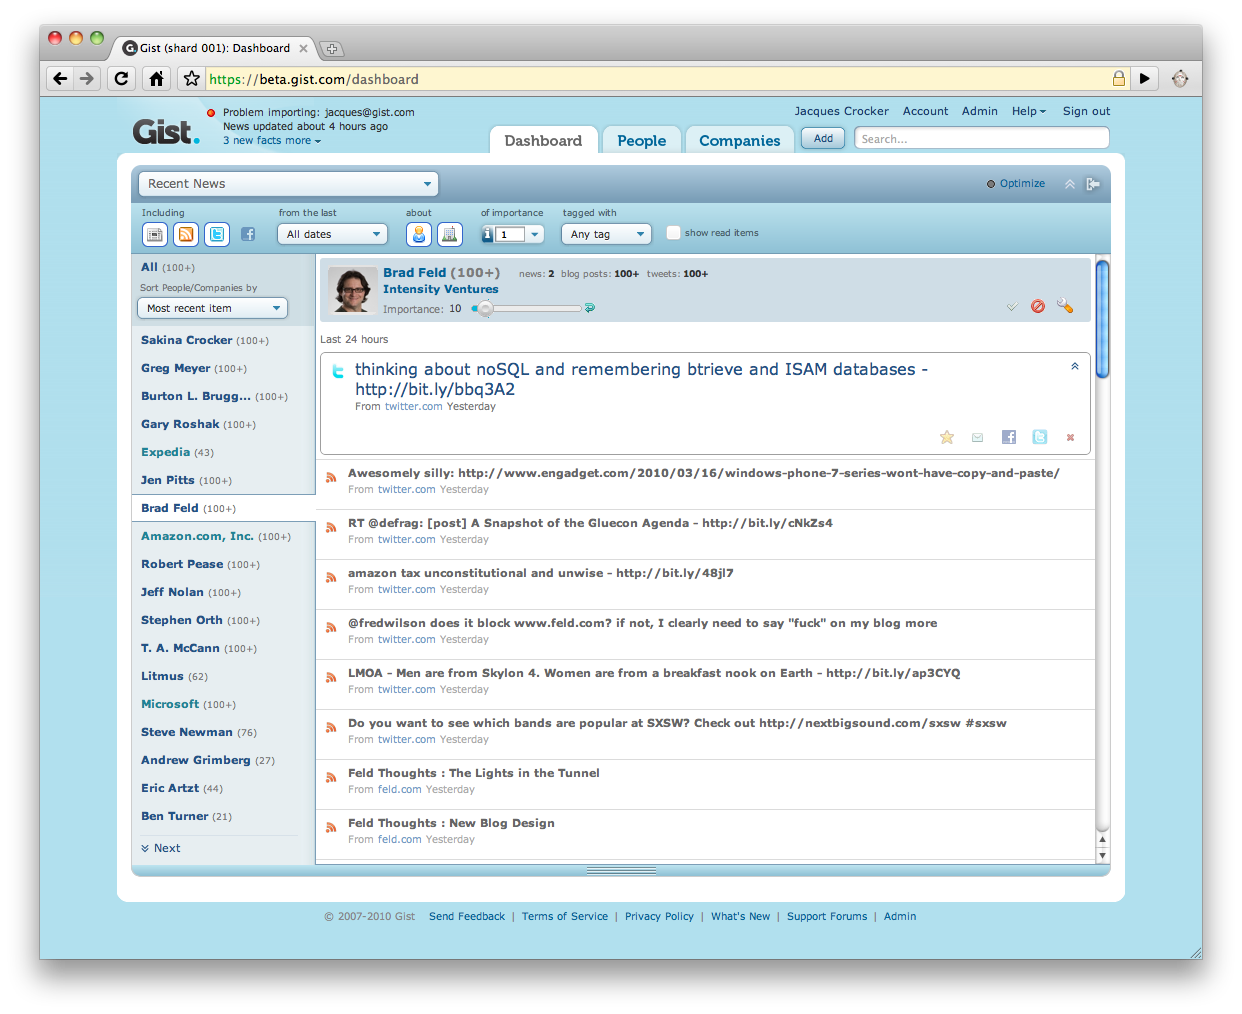 Gist (shard 001): Dashboard
https://beta.gist.com/dashboard
Gist.
Problem importing: jacques@gist.com
News updated about 4 hours ago
3 new facts more
Jacques Crocker Account Admin Help Sign out
Dashboard People Companies Add Search...
Recent News
Optimize
Including from the last about of importance tagged with
All dates 1 Any tag show read items
All (100+)
Sort People/Companies by
Most recent item
Sakina Crocker (100+)
Greg Meyer (100+)
Burton L. Brugg... (100+)
Gary Roshak (100+)
Expedia (43)
Jen Pitts (100+)
Brad Feld (100+)
Amazon.com, Inc. (100+)
Robert Pease (100+)
Jeff Nolan (100+)
Stephen Orth (100+)
T. A. McCann (100+)
Litmus (62)
Microsoft (100+)
Steve Newman (76)
Andrew Grimberg (27)
Eric Artzt (44)
Ben Turner (21)
Next
Brad Feld (100+) news: 2 blog posts: 100+ tweets: 100+
Intensity Ventures
Importance: 10
Last 24 hours
thinking about noSQL and remembering btrieve and ISAM databases -
http://bit.ly/bbq3A2
From twitter.com Yesterday
Awesomely silly: http://www.engadget.com/2010/03/16/windows-phone-7-series-wont-have-copy-and-paste/
From twitter.com Yesterday
RT @defrag: [post] A Snapshot of the Gluecon Agenda - http://bit.ly/cNkZs4
From twitter.com Yesterday
amazon tax unconstitutional and unwise - http://bit.ly/48jl7
From twitter.com Yesterday
@fredwilson does it block www.feld.com? if not, I clearly need to say "fuck" on my blog more
From twitter.com Yesterday
LMOA - Men are from Skylon 4. Women are from a breakfast nook on Earth - http://bit.ly/ap3CYQ
From twitter.com Yesterday
Do you want to see which bands are popular at SXSW? Check out http://nextbigsound.com/sxsw #sxsw
From twitter.com Yesterday
Feld Thoughts : The Lights in the Tunnel
From feld.com Yesterday
Feld Thoughts : New Blog Design
From feld.com Yesterday
© 2007-2010 Gist Send Feedback | Terms of Service | Privacy Policy | What's New | Support Forums | Admin